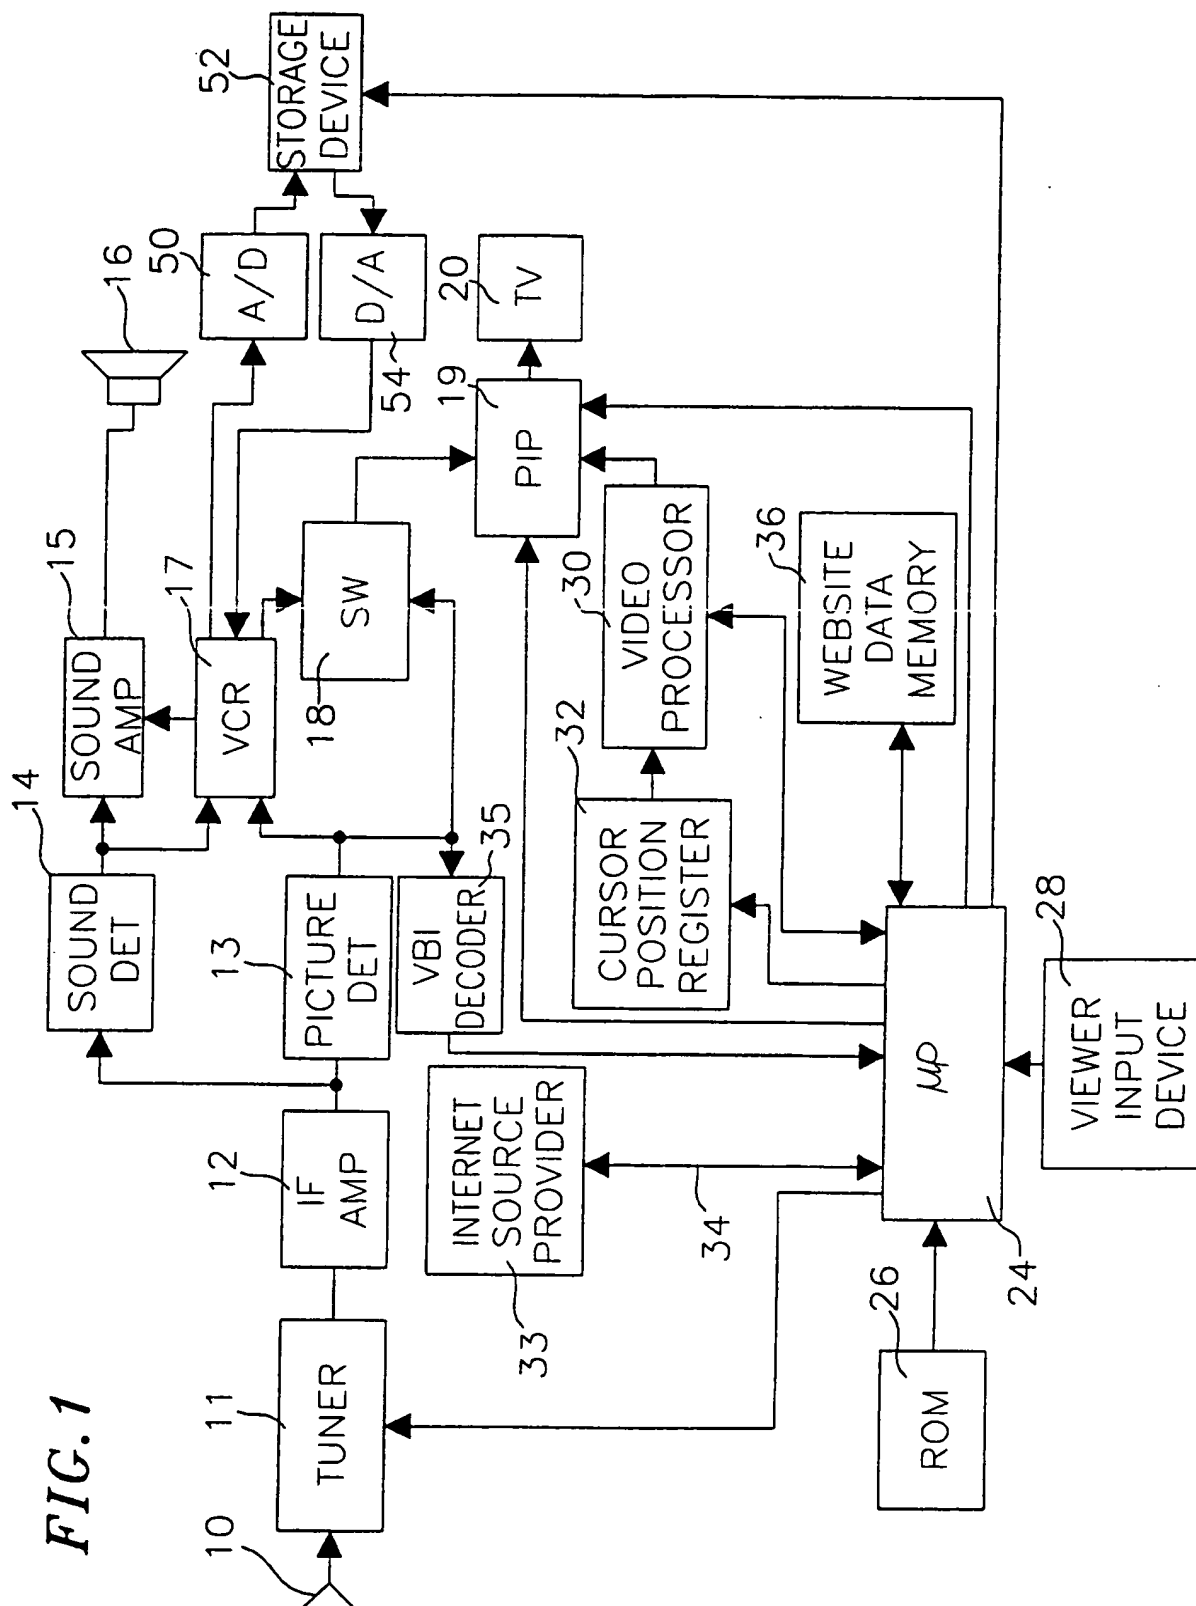 FIG.1
10
11
TUNER
12
IF
AMP
13
PICTURE
DET
14
SOUND
DET
15
SOUND
AMP
16
17
VCR
18
SW
50
A/D
52
STORAGE
DEVICE
54
D/A
19
PIP
20
TV
35
VBI
DECODER
33
INTERNET
SOURCE
PROVIDER
34
32
CURSOR
POSITION
REGISTER
30
VIDEO
PROCESSOR
36
WEBSITE
DATA
MEMORY
26
ROM
24
μP
28
VIEWER
INPUT
DEVICE